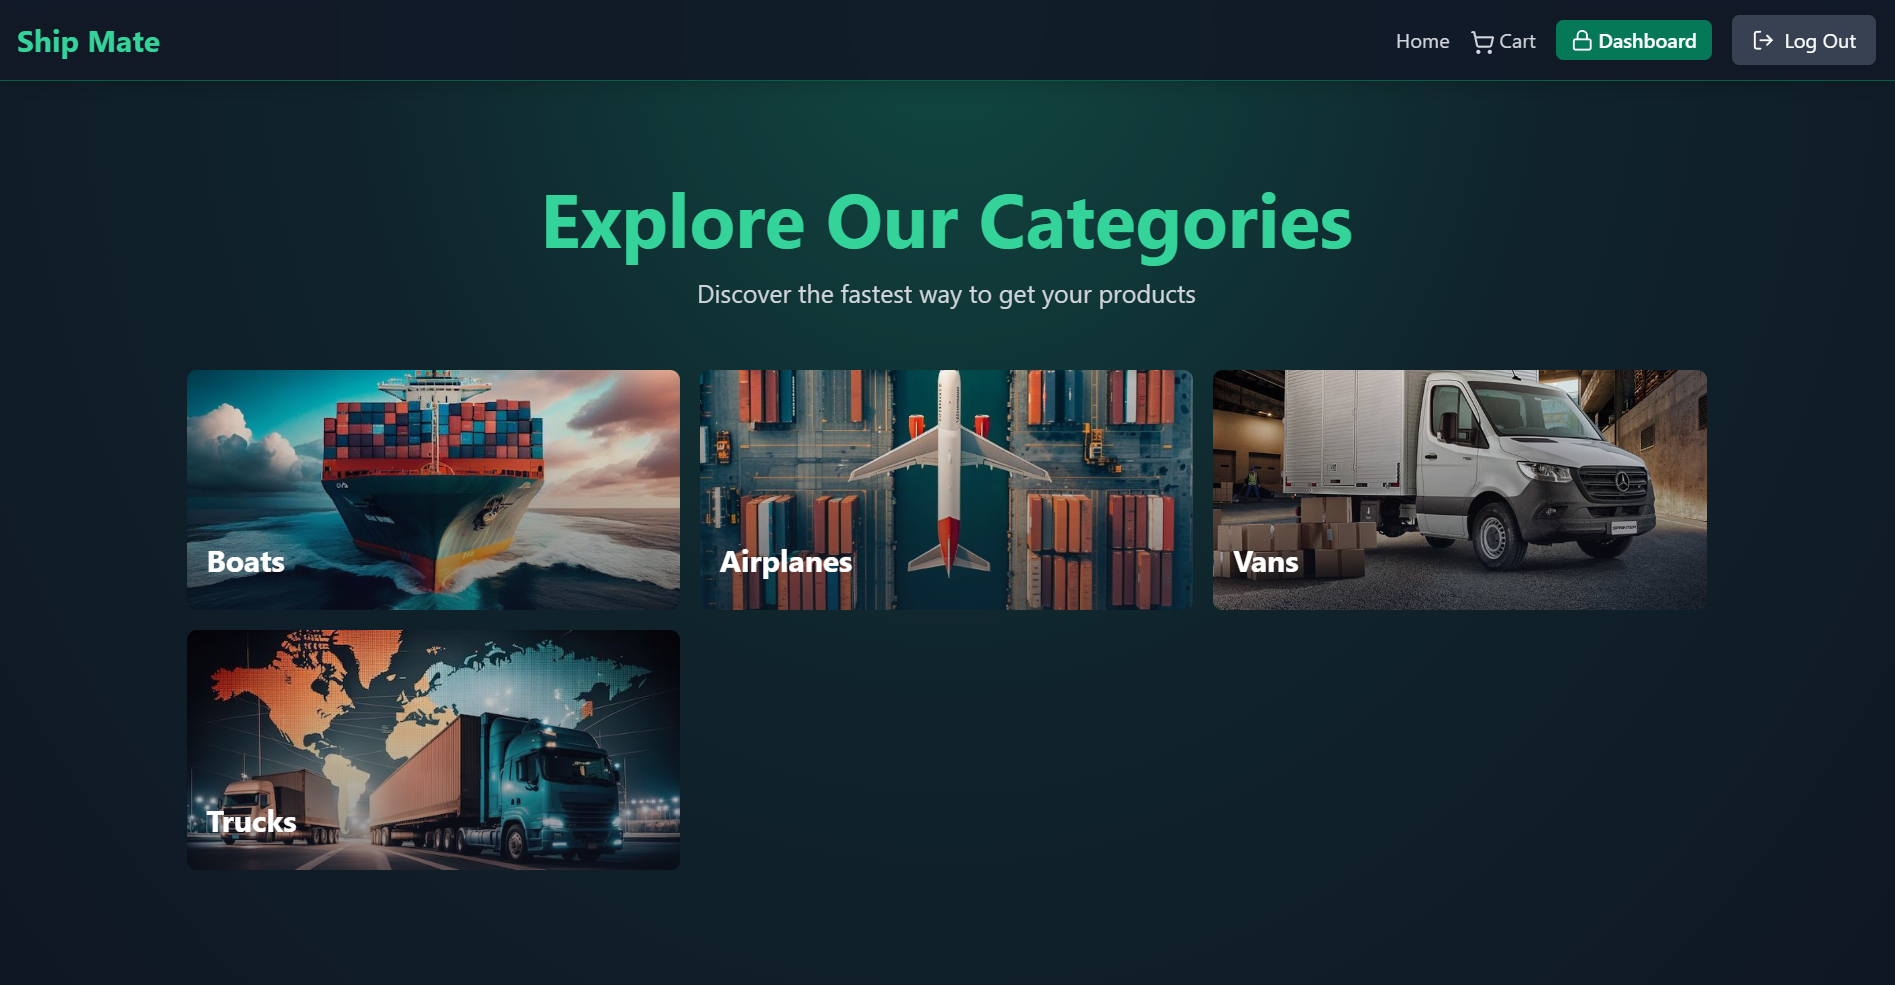 Ship Mate
Home
Cart
Dashboard
Log Out
Explore Our Categories
Discover the fastest way to get your products
Boats
Airplanes
Vans
Trucks